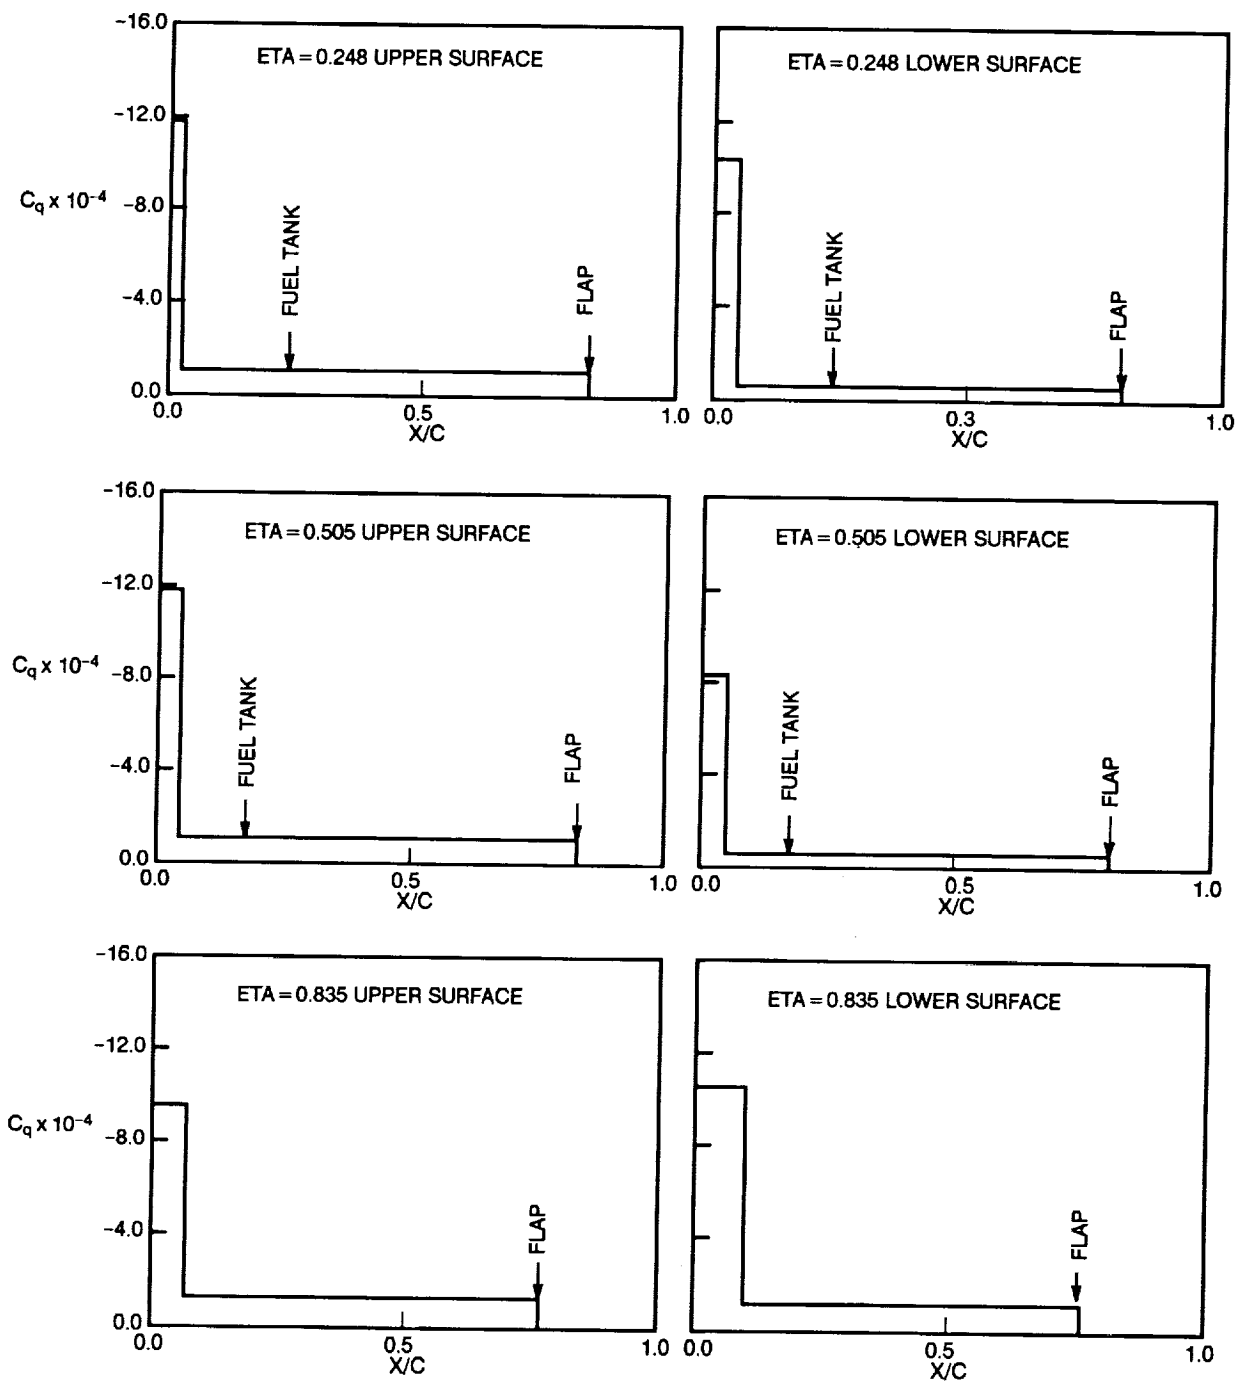 -16.0
ETA = 0.248 UPPER SURFACE
-12.0
Cq x 10-4
-8.0
FUEL TANK
FLAP
-4.0
0.0
0.0
0.5
1.0
X/C
ETA = 0.248 LOWER SURFACE
FUEL TANK
FLAP
0.0
0.3
1.0
X/C
-16.0
ETA = 0.505 UPPER SURFACE
-12.0
Cq x 10-4
-8.0
FUEL TANK
FLAP
-4.0
0.0
0.0
0.5
1.0
X/C
ETA = 0.505 LOWER SURFACE
FUEL TANK
FLAP
0.0
0.5
1.0
X/C
-16.0
ETA = 0.835 UPPER SURFACE
-12.0
Cq x 10-4
-8.0
-4.0
FLAP
0.0
0.0
0.5
1.0
X/C
ETA = 0.835 LOWER SURFACE
FLAP
0.0
0.5
1.0
X/C